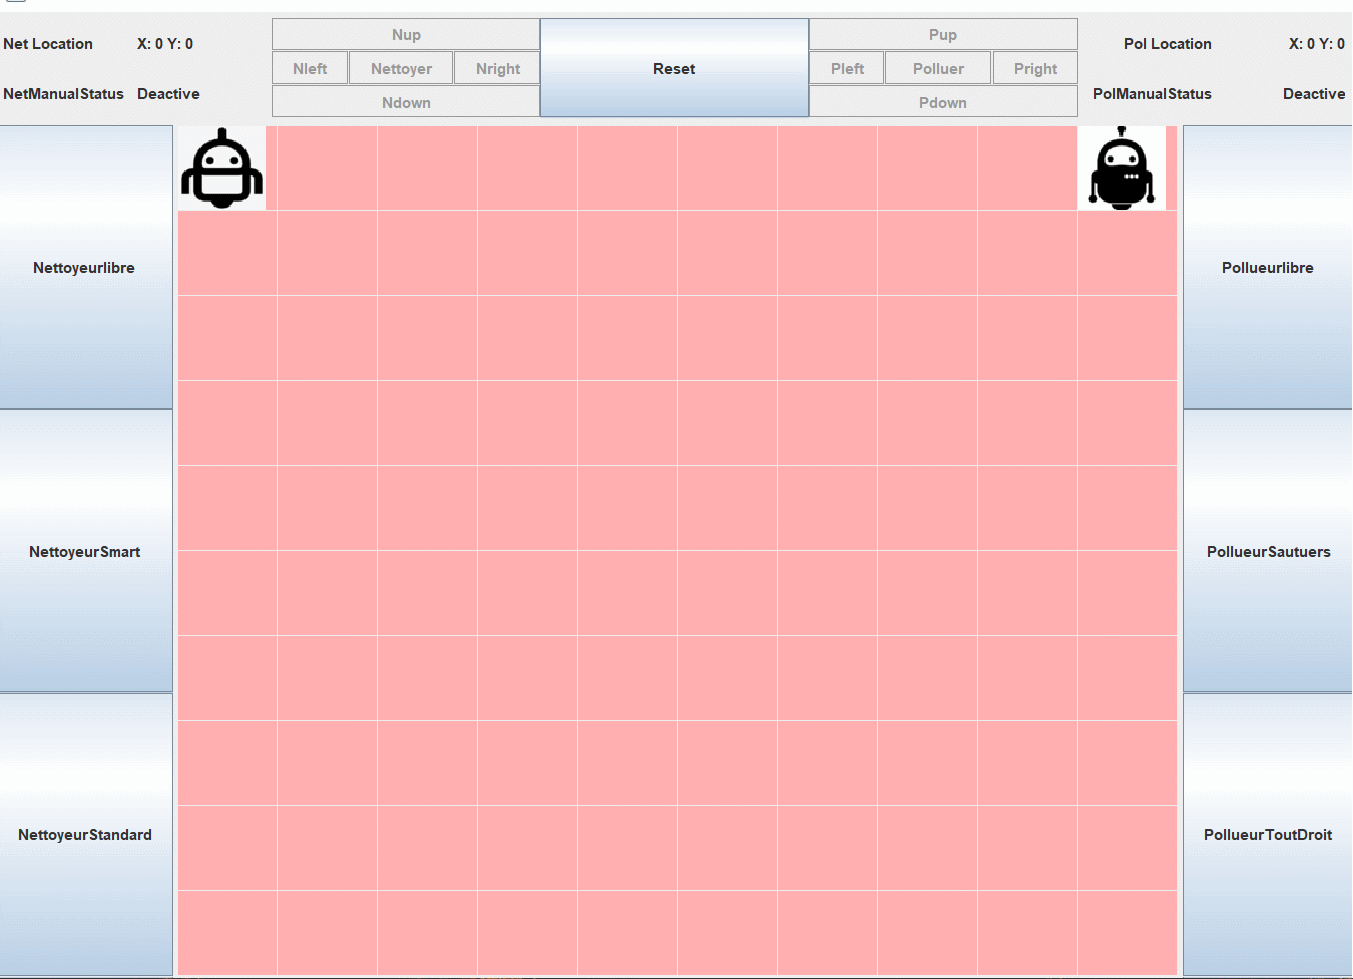 Net Location X: 0 Y: 0
NetManualStatus Deactive
Nup
Nleft Nettoyer Nright
Ndown
Reset
Pup
Pleft Polluer Pright
Pdown
Pol Location X: 0 Y: 0
PolManualStatus Deactive
Nettoyeurlibre
NettoyeurSmart
NettoyeurStandard
Pollueurlibre
PollueurSautuers
PollueurToutDroit